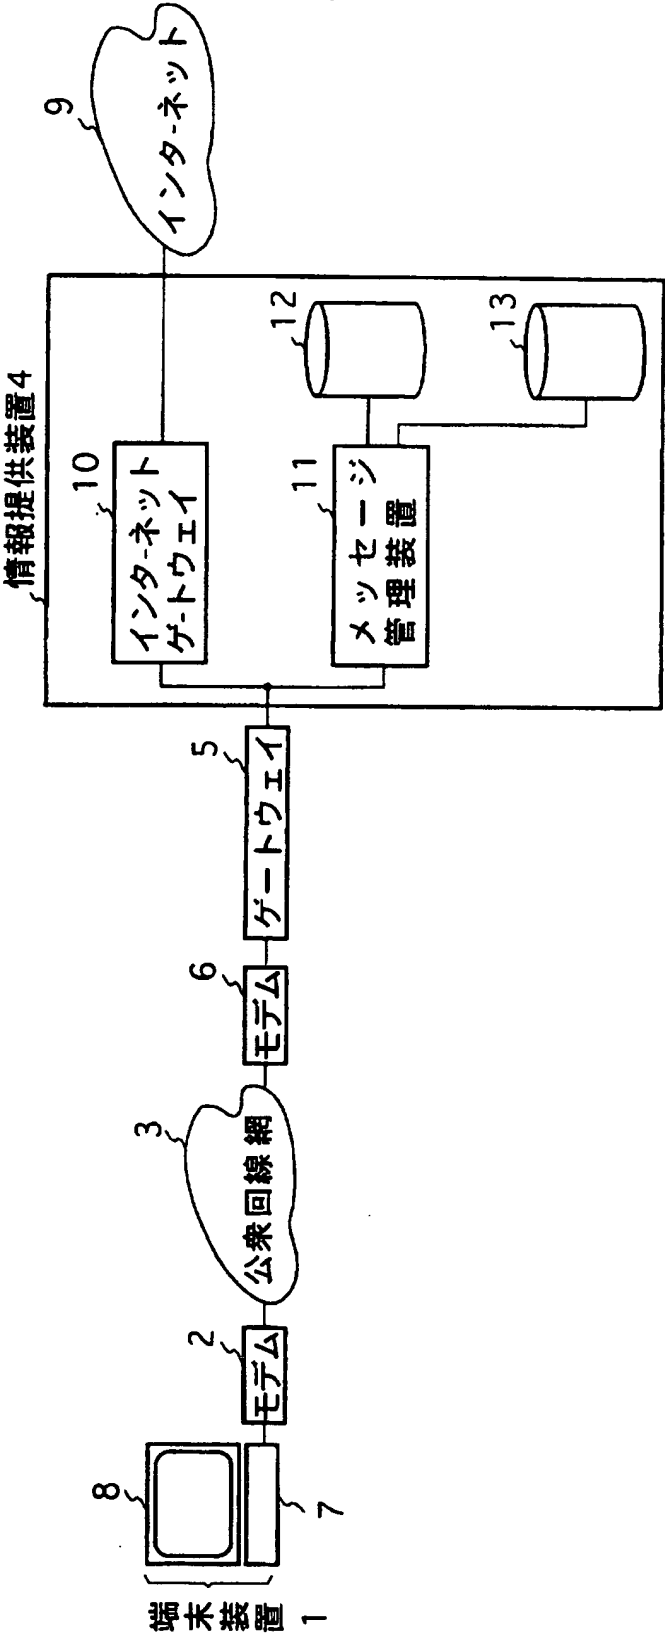 端末装置 1
8
7
2
モデム
3
公衆回線網
6
モデム
5
ゲートウェイ
情報提供装置4
10
インターネット
ゲートウェイ
11
メッセージ
管理装置
12
13
9
インターネット